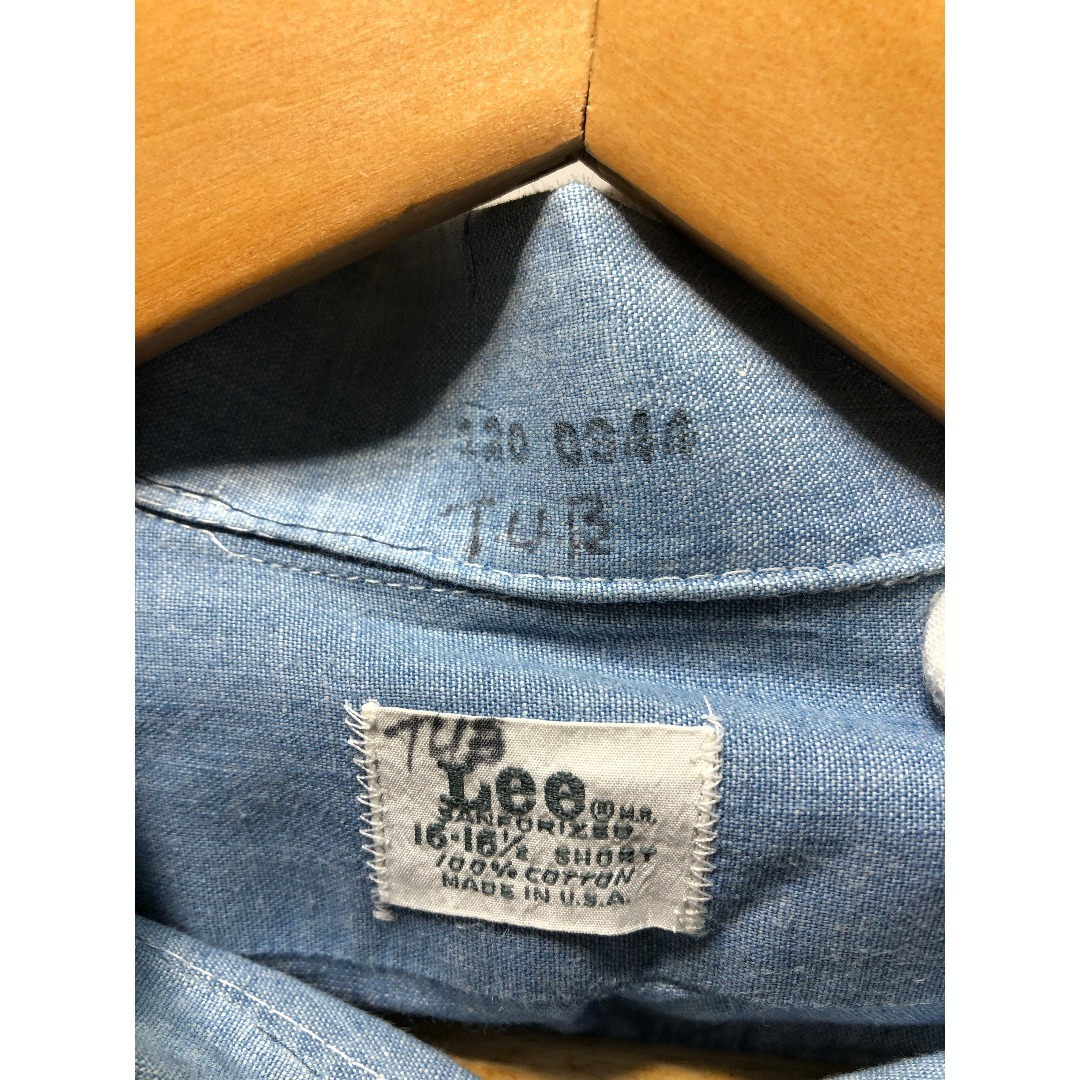 TUB
TUB
Lee ® M.R.
SANFORIZED
16-16½ SHORT
100% COTTON
MADE IN U.S.A.